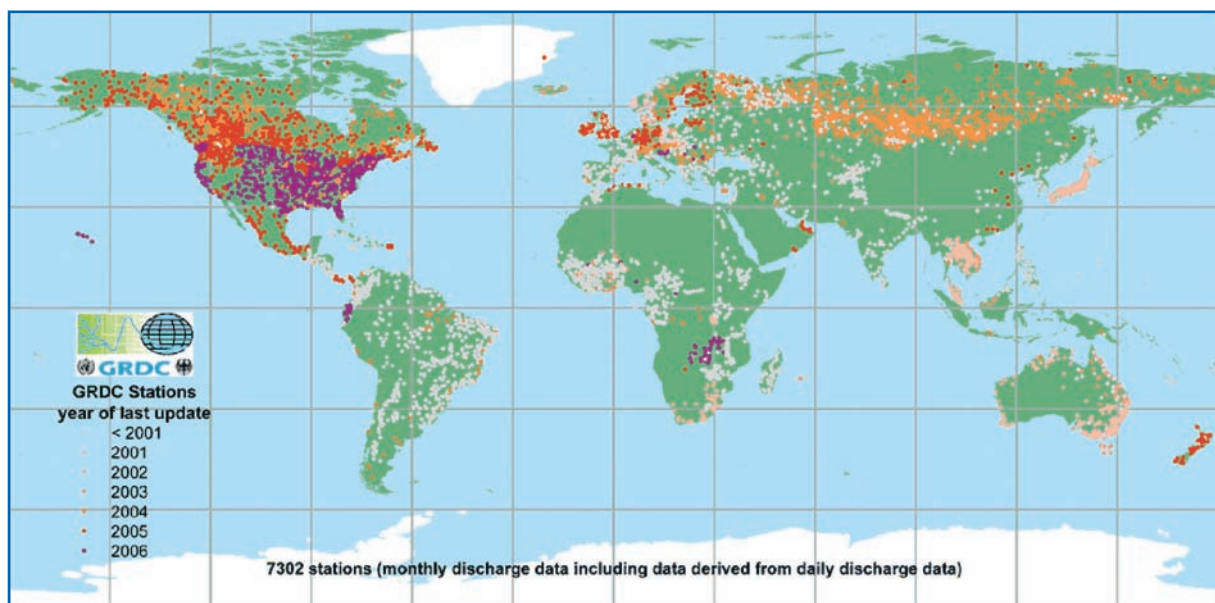 GRDC
GRDC Stations
year of last update
< 2001
2001
2002
2003
2004
2005
2006
7302 stations (monthly discharge data including data derived from daily discharge data)